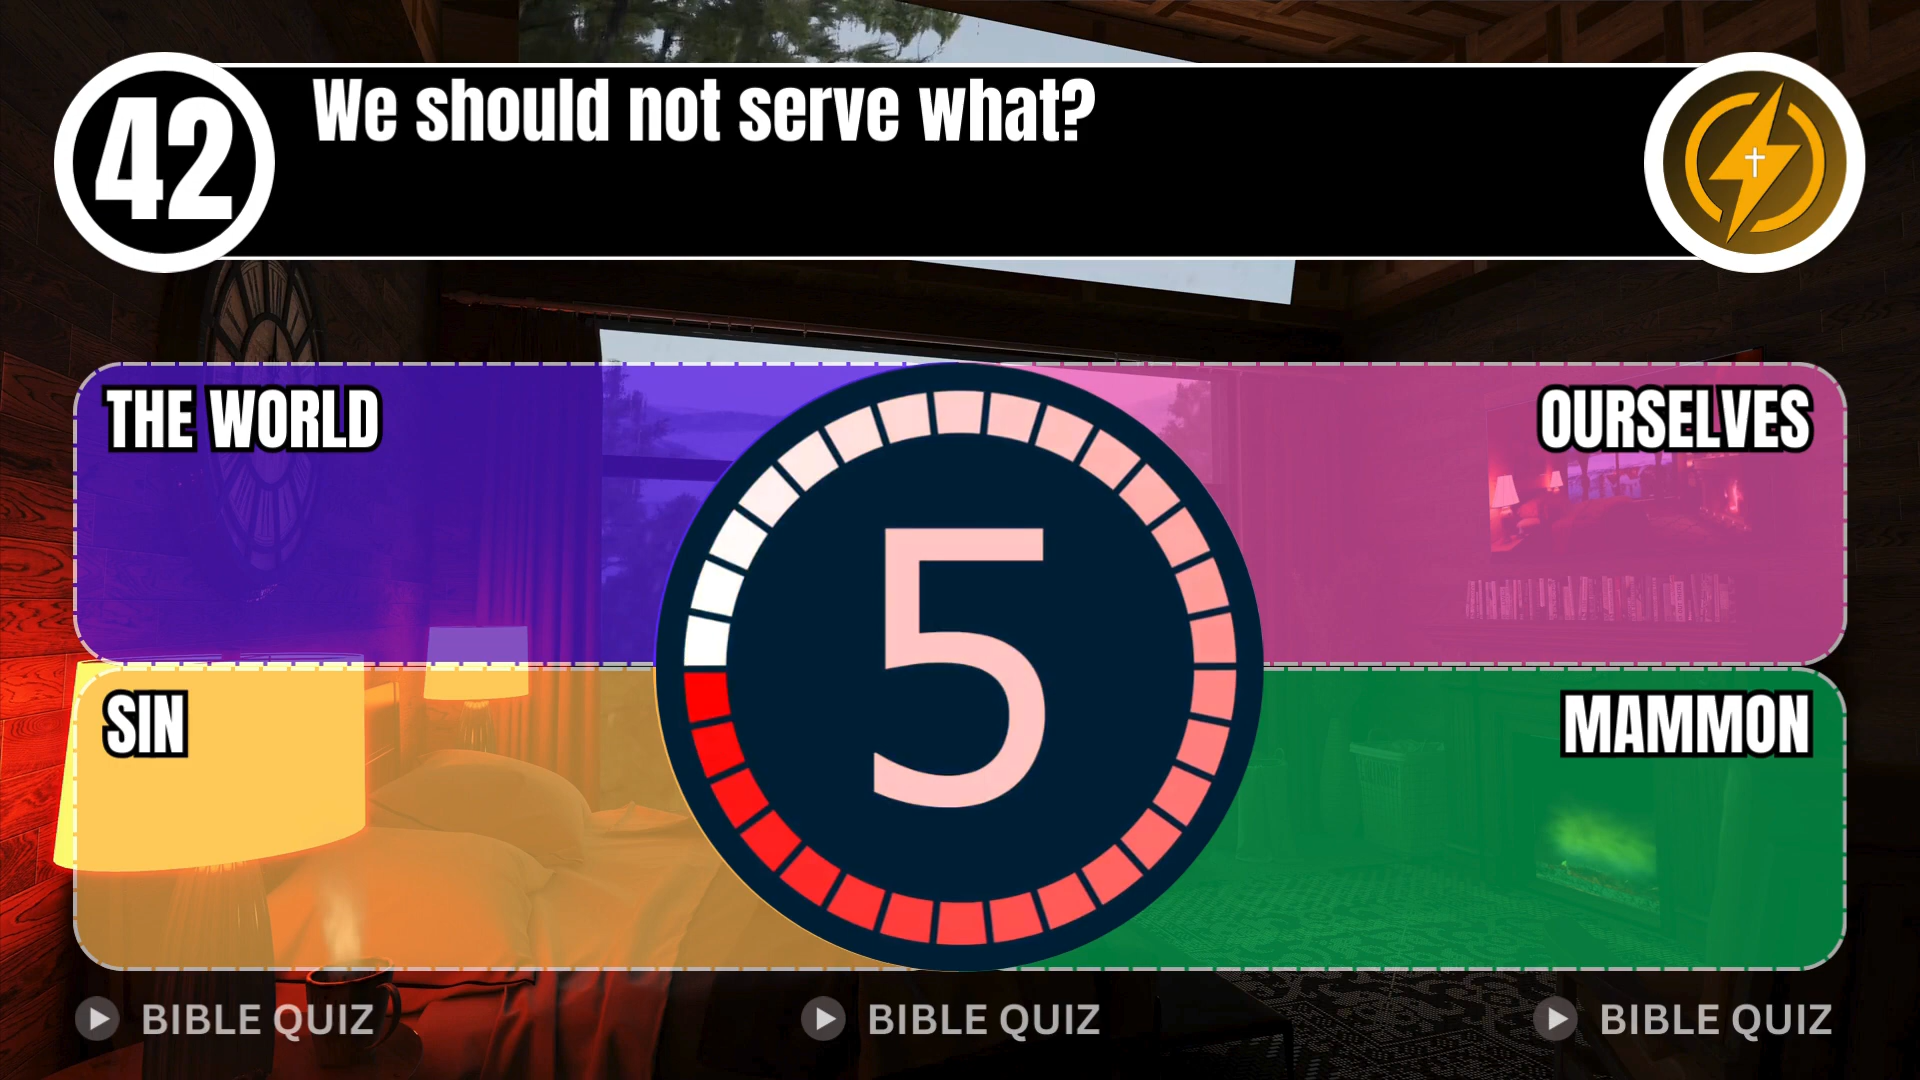 42
We should not serve what?
THE WORLD
OURSELVES
5
SIN
MAMMON
BIBLE QUIZ
BIBLE QUIZ
BIBLE QUIZ